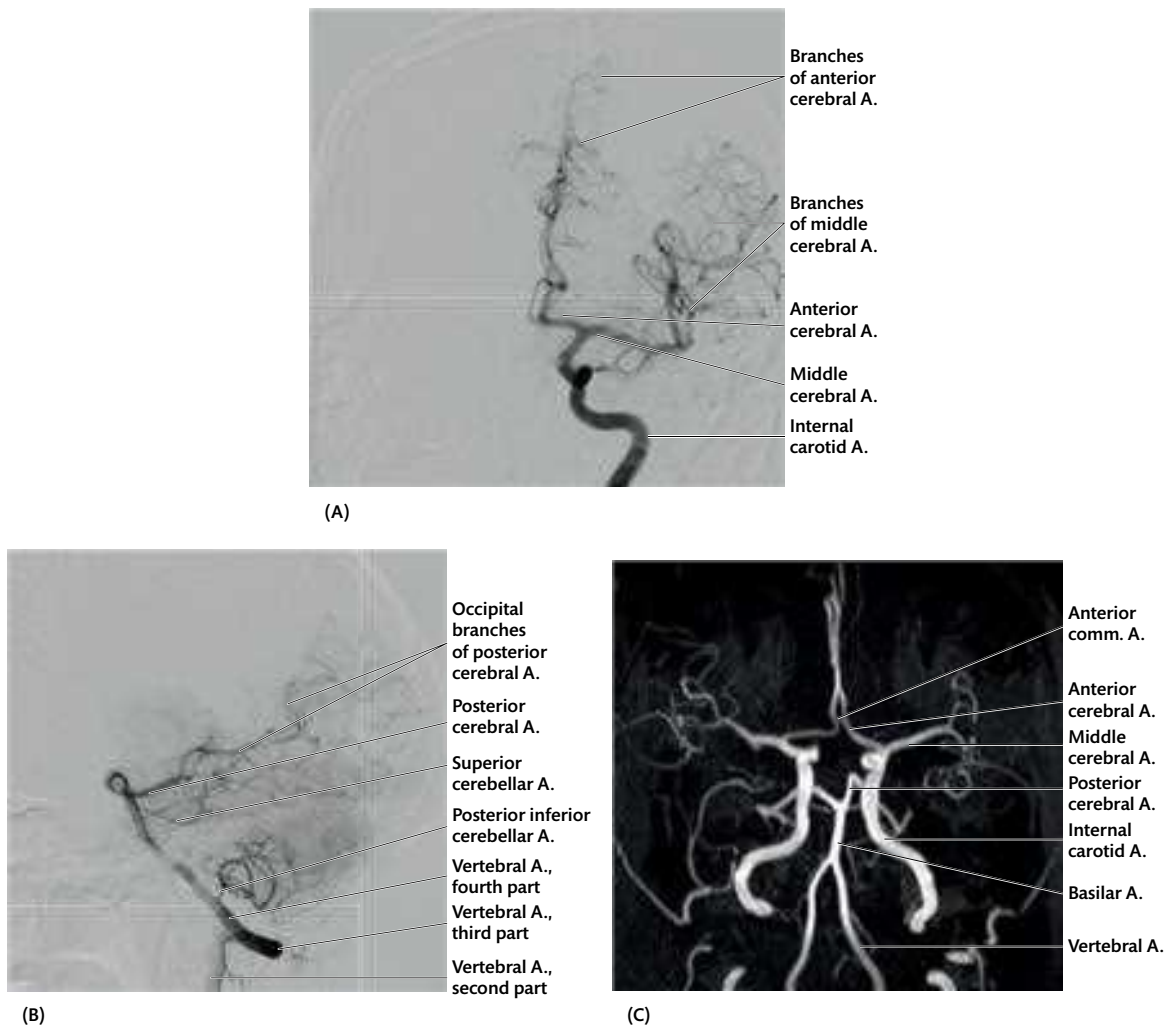 Branches
of anterior
cerebral A.
Branches
of middle
cerebral A.
Anterior
cerebral A.
Middle
cerebral A.
Internal
carotid A.
(A)
Occipital
branches
of posterior
cerebral A.
Posterior
cerebral A.
Superior
cerebellar A.
Posterior inferior
cerebellar A.
Vertebral A.,
fourth part
Vertebral A.,
third part
Vertebral A.,
second part
(B)
Anterior
comm. A.
Anterior
cerebral A.
Middle
cerebral A.
Posterior
cerebral A.
Internal
carotid A.
Basilar A.
Vertebral A.
(C)